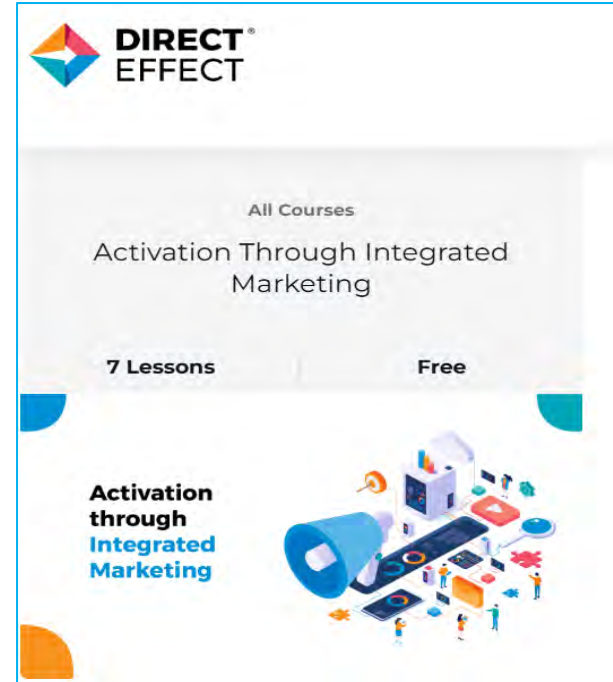 DIRECT®
EFFECT
All Courses
Activation Through Integrated
Marketing
7 Lessons
Free
Activation
through
Integrated
Marketing